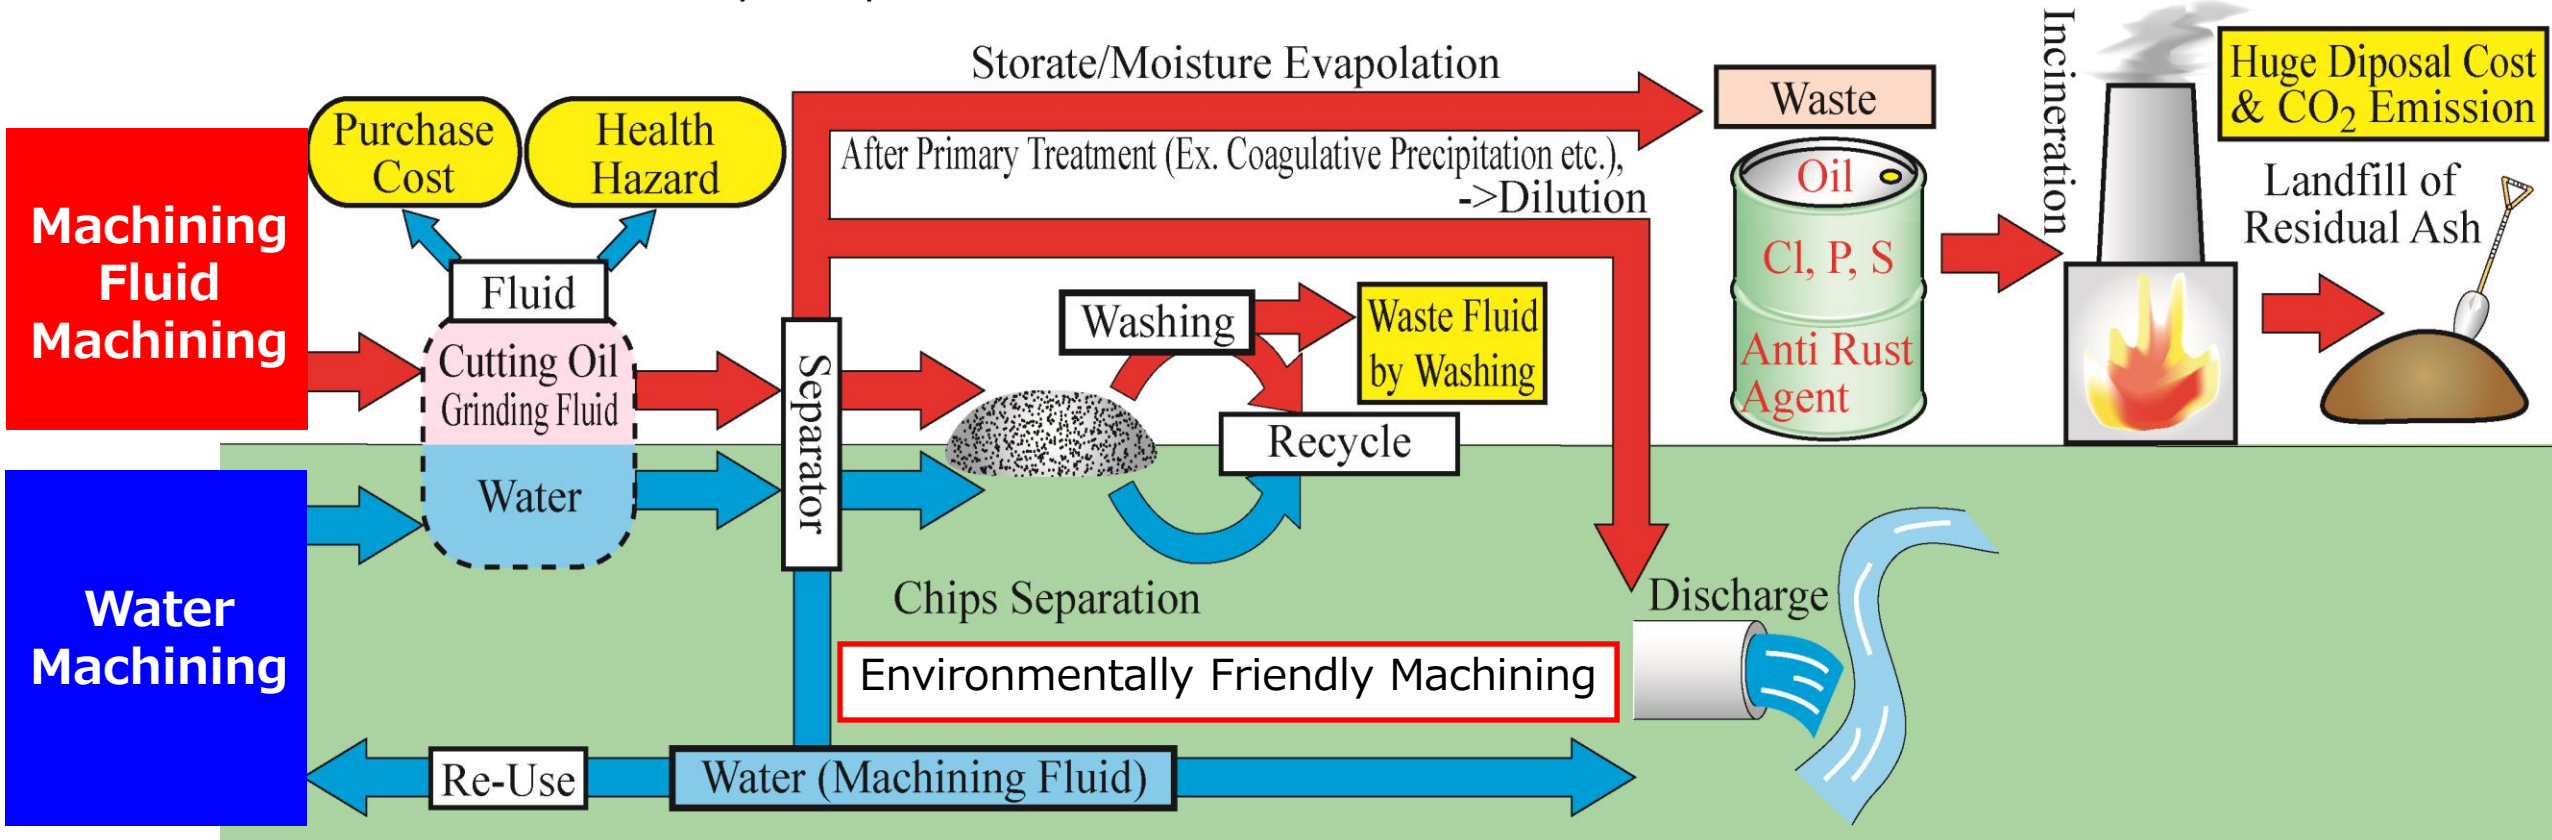 Storate/Moisture Evapolation
Incineration
Huge Diposal Cost
& CO2 Emission
Waste
Purchase
Cost
Health
Hazard
After Primary Treatment (Ex. Coagulative Precipitation etc.),
->Dilution
Oil
Cl, P, S
Anti Rust
Agent
Landfill of
Residual Ash
Machining
Fluid
Machining
Fluid
Cutting Oil
Grinding Fluid
Water
Separator
Washing
Waste Fluid
by Washing
Recycle
Water
Machining
Chips Separation
Discharge
Environmentally Friendly Machining
Re-Use
Water (Machining Fluid)